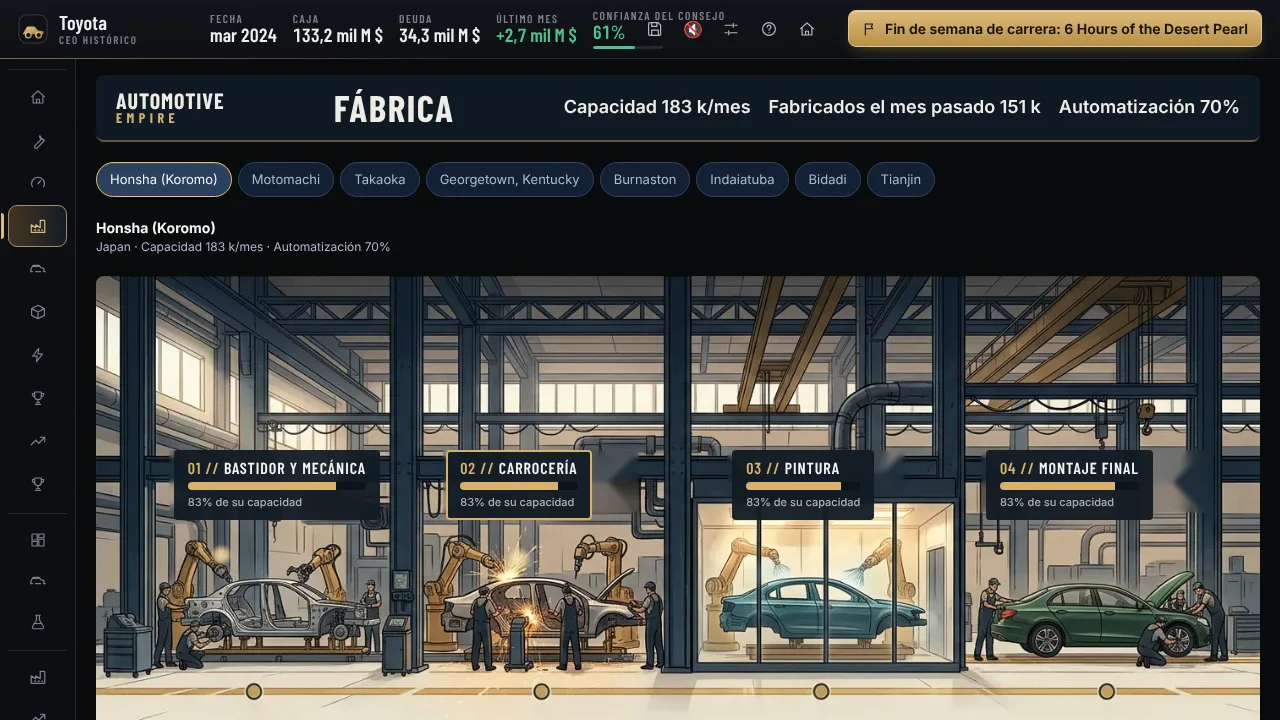 Toyota
CEO HISTÓRICO
FECHA
mar 2024
CAJA
133,2 mil M $
DEUDA
34,3 mil M $
ÚLTIMO MES
+2,7 mil M $
CONFIANZA DEL CONSEJO
61%
Fin de semana de carrera: 6 Hours of the Desert Pearl
AUTOMOTIVE
EMPIRE
FÁBRICA
Capacidad 183 k/mes
Fabricados el mes pasado 151 k
Automatización 70%
Honsha (Koromo)
Motomachi
Takaoka
Georgetown, Kentucky
Burnaston
Indaiatuba
Bidadi
Tianjin
Honsha (Koromo)
Japan · Capacidad 183 k/mes · Automatización 70%
01 // BASTIDOR Y MECÁNICA
83% de su capacidad
02 // CARROCERÍA
83% de su capacidad
03 // PINTURA
83% de su capacidad
04 // MONTAJE FINAL
83% de su capacidad